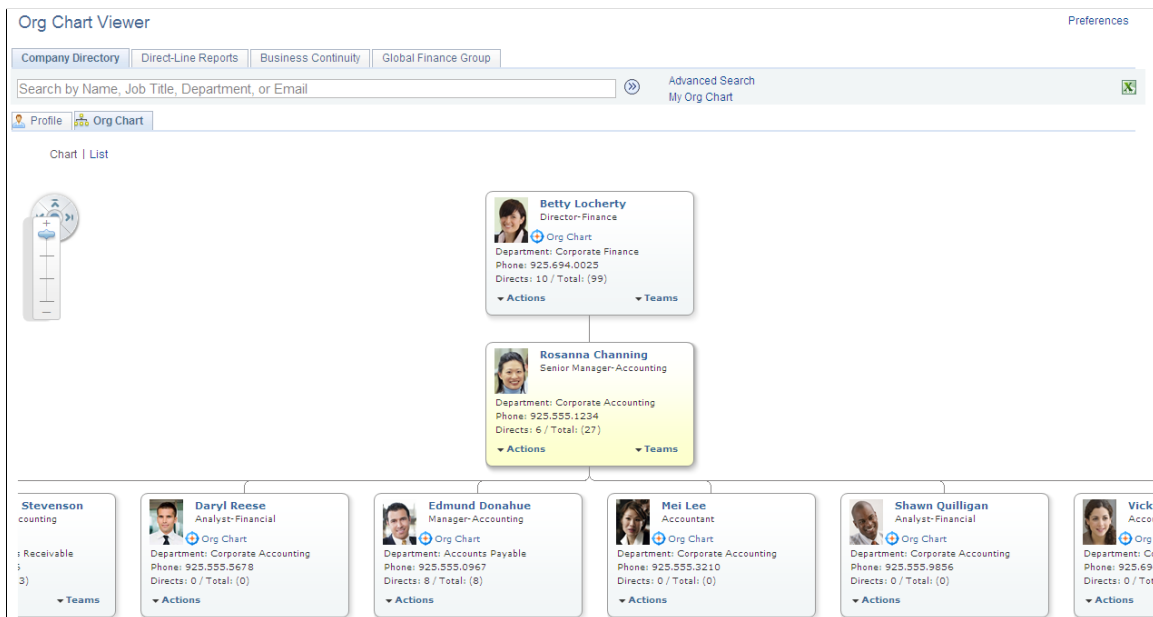 Org Chart Viewer
Preferences
Company Directory
Direct-Line Reports
Business Continuity
Global Finance Group
Search by Name, Job Title, Department, or Email
Advanced Search
My Org Chart
Profile
Org Chart
Chart | List
Betty Locherty
Director-Finance
Org Chart
Department: Corporate Finance
Phone: 925.694.0025
Directs: 10 / Total: (99)
Actions
Teams
Rosanna Channing
Senior Manager-Accounting
Department: Corporate Accounting
Phone: 925.555.1234
Directs: 6 / Total: (27)
Actions
Teams
Stevenson
counting
Receivable
3)
Teams
Daryl Reese
Analyst-Financial
Org Chart
Department: Corporate Accounting
Phone: 925.555.5678
Directs: 0 / Total: (0)
Actions
Edmund Donahue
Manager-Accounting
Org Chart
Department: Accounts Payable
Phone: 925.555.0967
Directs: 8 / Total: (8)
Actions
Mei Lee
Accountant
Org Chart
Department: Corporate Accounting
Phone: 925.555.3210
Directs: 0 / Total: (0)
Actions
Shawn Quilligan
Analyst-Financial
Org Chart
Department: Corporate Accounting
Phone: 925.555.9856
Directs: 0 / Total: (0)
Actions
Vick
Acco
Org
Department: Co
Phone: 925.69
Directs: 0 / Tot
Actions